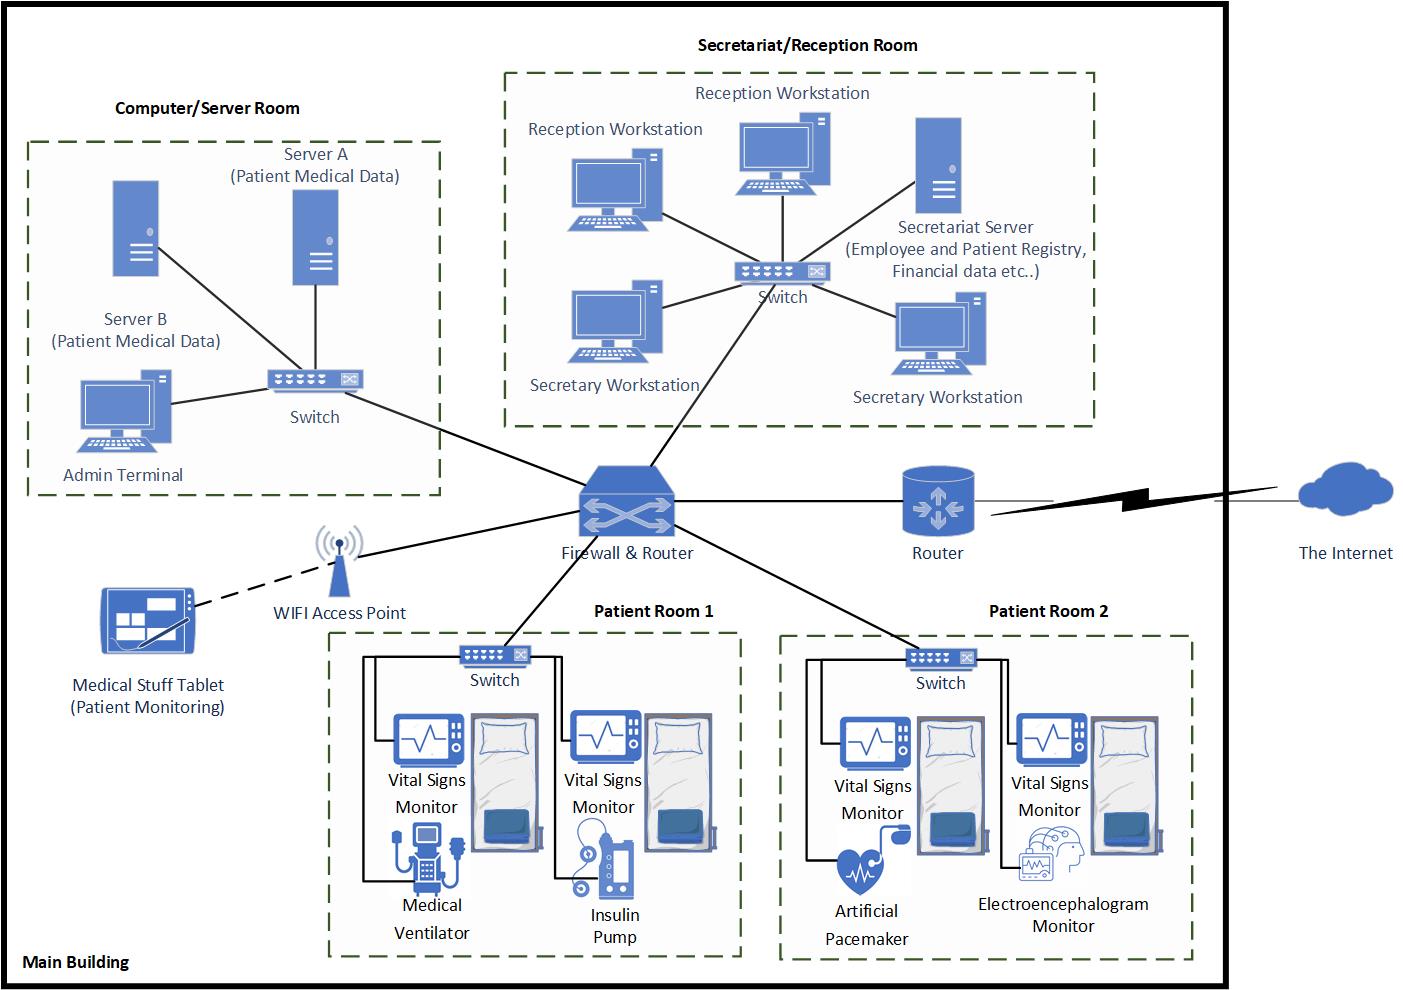 Secretariat/Reception Room
Computer/Server Room
Reception Workstation
Reception Workstation
Server A
(Patient Medical Data)
Secretariat Server
(Employee and Patient Registry,
Financial data etc..)
Switch
Server B
(Patient Medical Data)
Secretary Workstation
Secretary Workstation
Switch
Admin Terminal
Firewall & Router
Router
The Internet
WIFI Access Point
Patient Room 1
Patient Room 2
Medical Stuff Tablet
(Patient Monitoring)
Switch
Switch
Vital Signs
Monitor
Vital Signs
Monitor
Vital Signs
Monitor
Vital Signs
Monitor
Medical
Ventilator
Insulin
Pump
Artificial
Pacemaker
Electroencephalogram
Monitor
Main Building